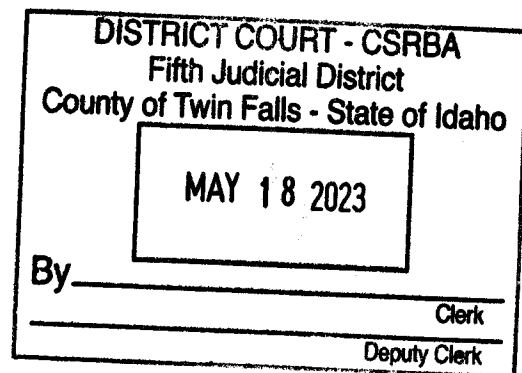 DISTRICT COURT - CSRBA
Fifth Judicial District
County of Twin Falls - State of Idaho
MAY 18 2023
By
Clerk
Deputy Clerk